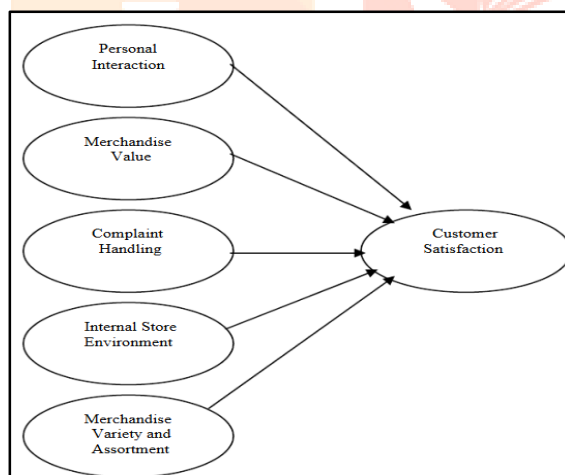 Personal
Interaction
Merchandise
Value
Complaint
Handling
Customer
Satisfaction
Internal Store
Environment
Merchandise
Variety and
Assortment